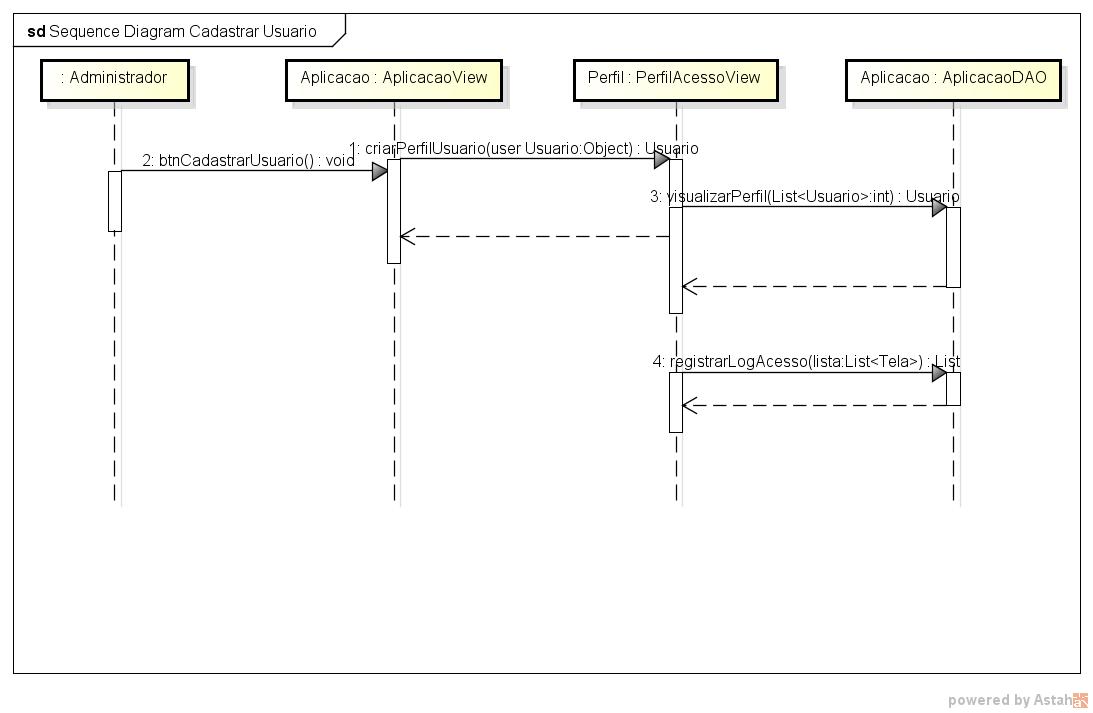 sd Sequence Diagram Cadastrar Usuario
: Administrador
Aplicacao : AplicacaoView
Perfil : PerfilAcessoView
Aplicacao : AplicacaoDAO
1: criarPerfilUsuario(user Usuario:Object) : Usuario
2: btnCadastrarUsuario() : void
3: visualizarPerfil(List<Usuario>:int) : Usuario
4: registrarLogAcesso(lista:List<Tela>) : List
powered by Astah